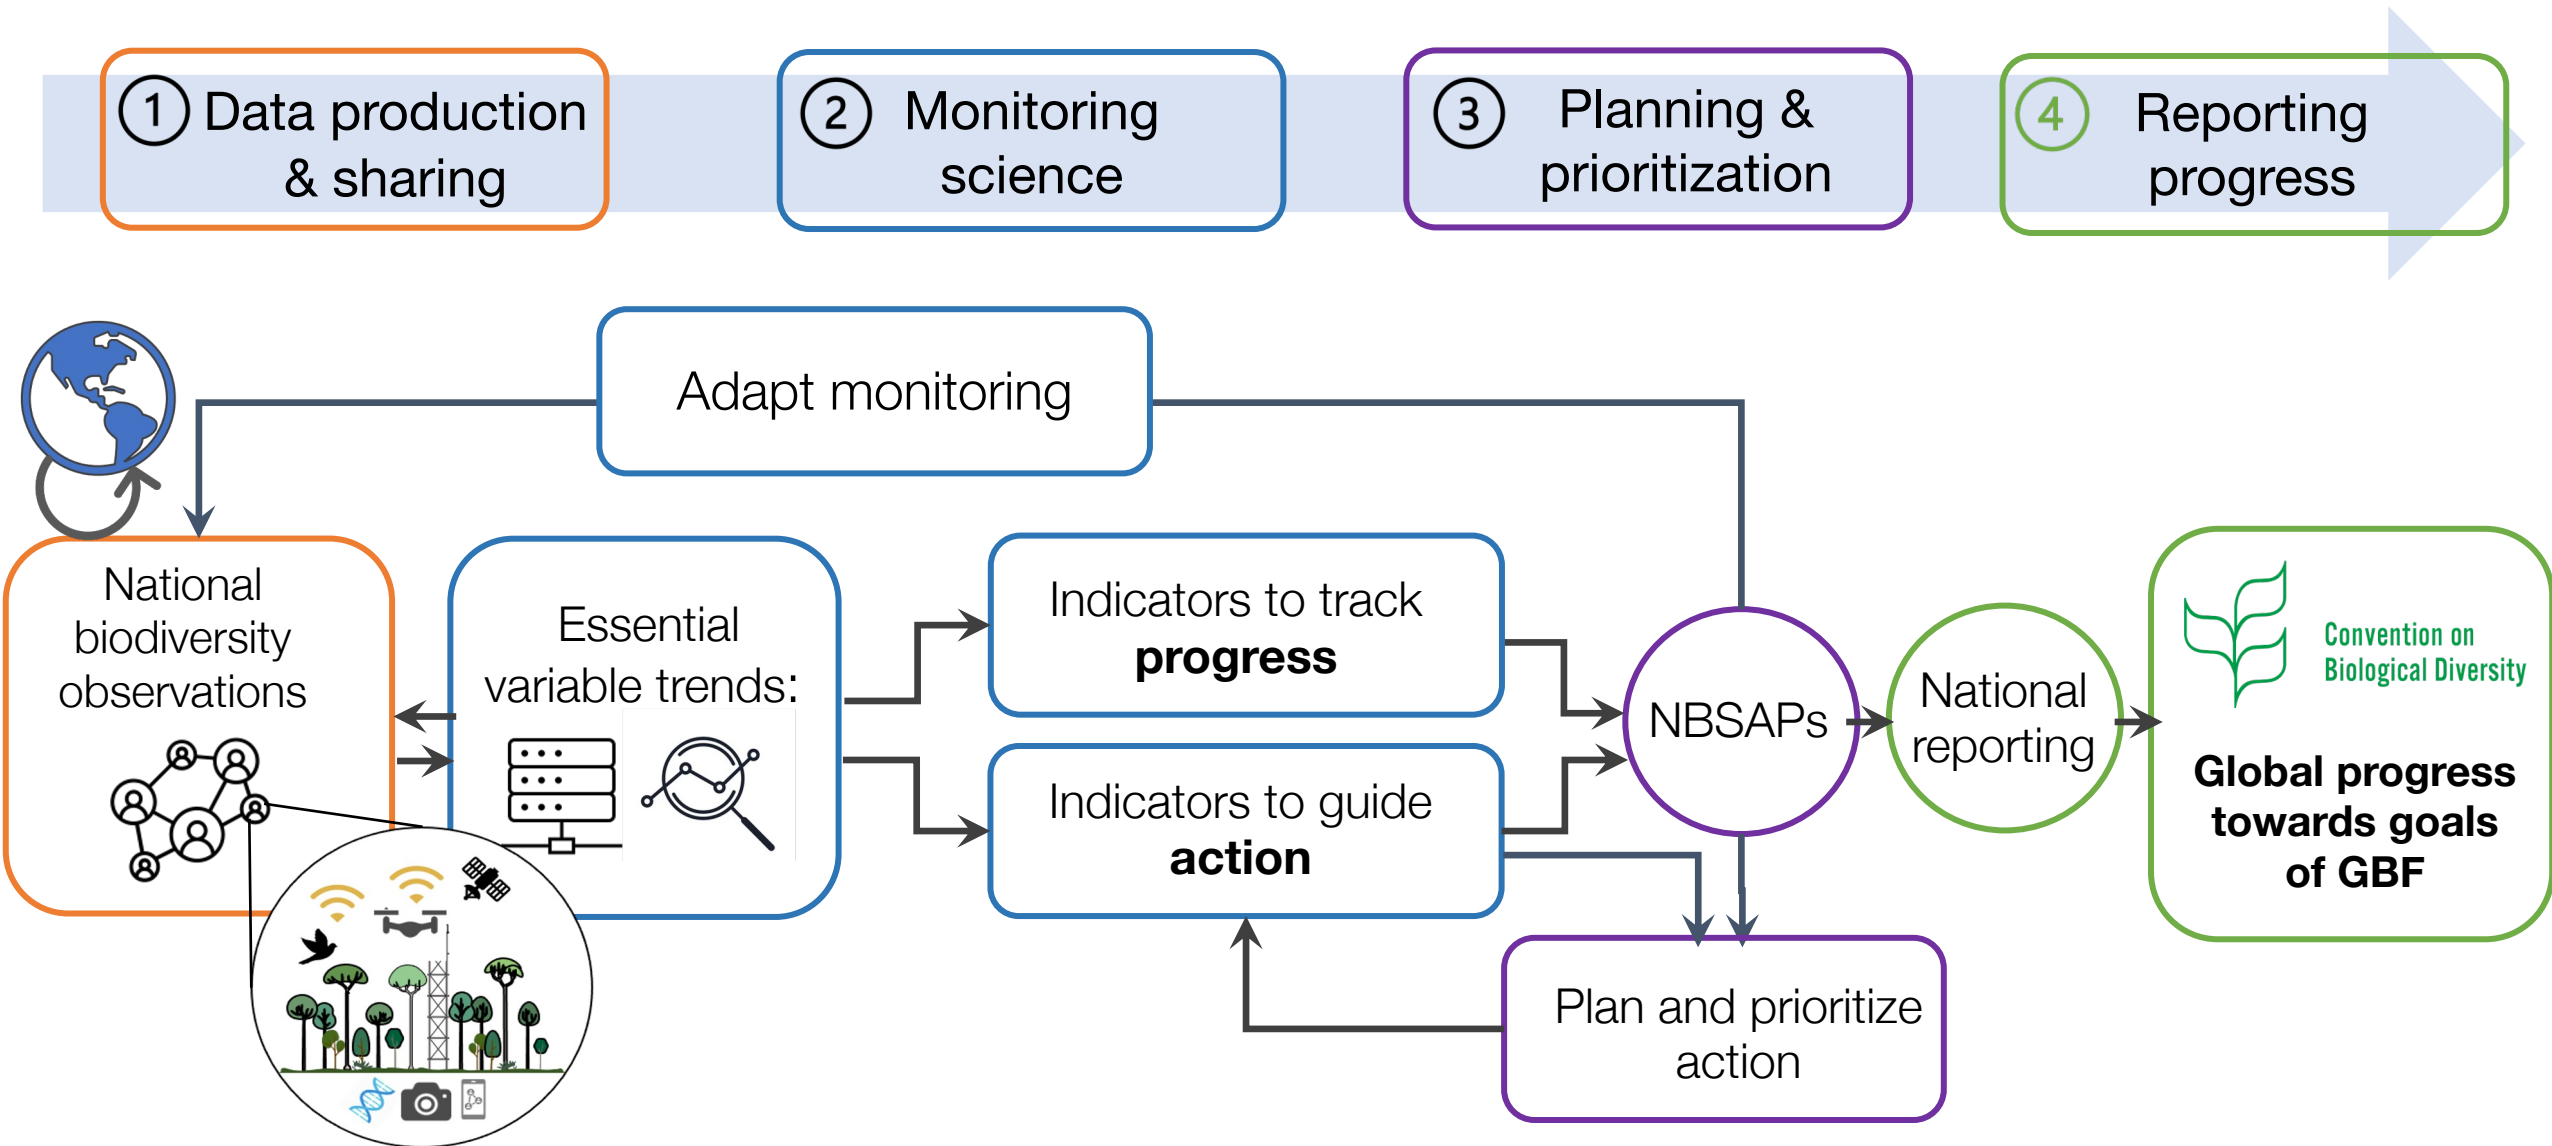 1 Data production
& sharing
2 Monitoring
science
3 Planning &
prioritization
4 Reporting
progress
Adapt monitoring
National
biodiversity
observations
Essential
variable trends:
Indicators to track
progress
Indicators to guide
action
NBSAPs
National
reporting
Convention on
Biological Diversity
Global progress
towards goals
of GBF
Plan and prioritize
action